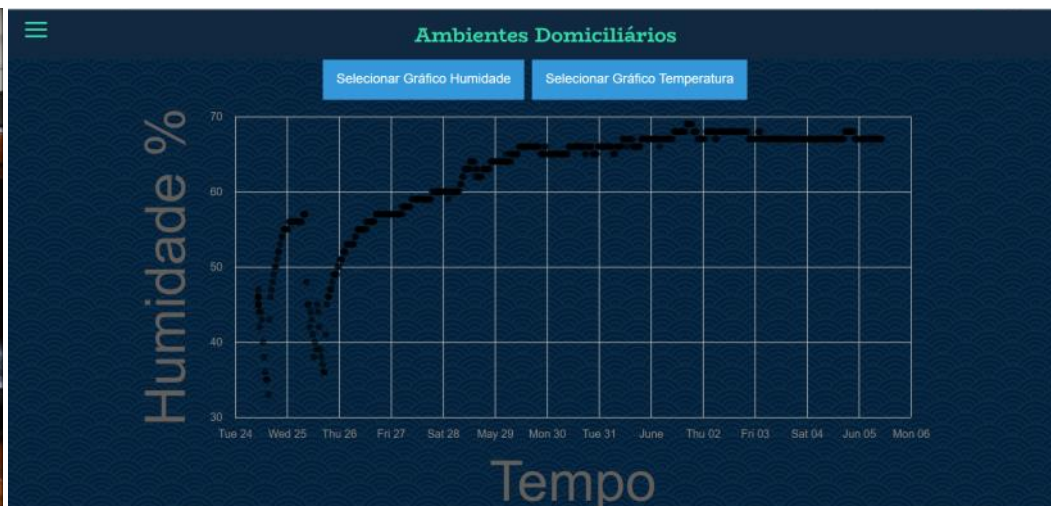 Ambientes Domiciliários
Selecionar Gráfico Humidade Selecionar Gráfico Temperatura
Humidade %
70
60
50
40
30
Tue 24 Wed 25 Thu 26 Fri 27 Sat 28 May 29 Mon 30 Tue 31 June Thu 02 Fri 03 Sat 04 Jun 05 Mon 06
Tempo